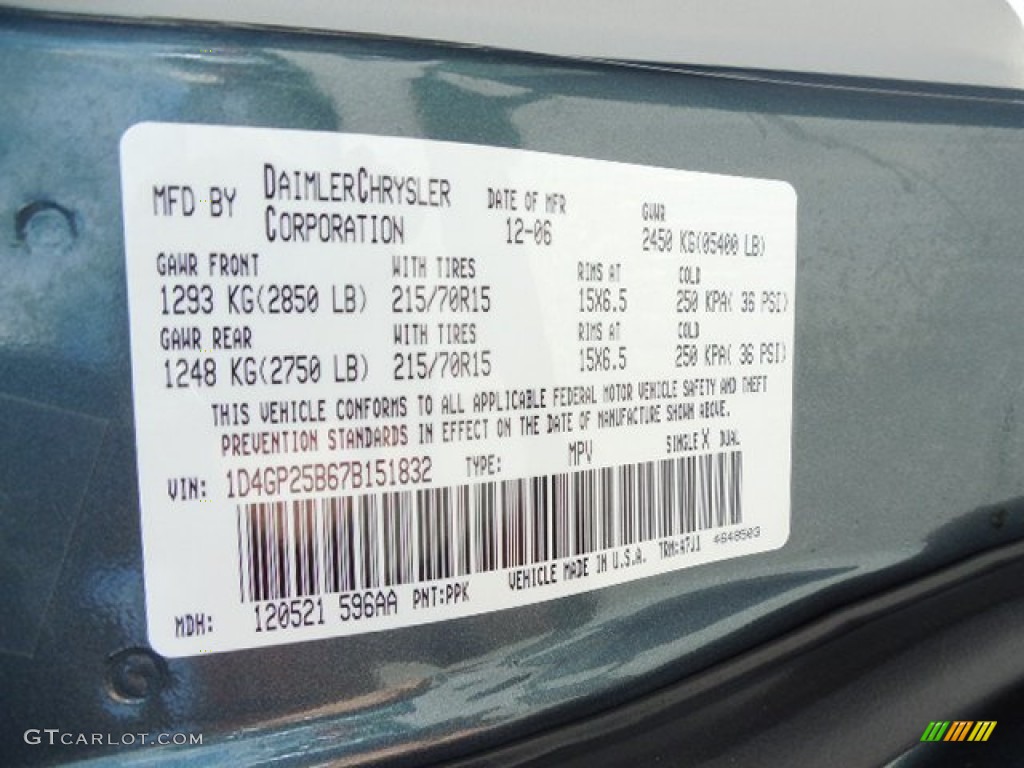 MFD BY DAIMLERCHRYSLER CORPORATION DATE OF MFR 12-06 GVWR 2450 KG(05400 LB)
GAWR FRONT WITH TIRES RIMS AT COLD
1293 KG(2850 LB) 215/70R15 15X6.5 250 KPA( 36 PSI)
GAWR REAR WITH TIRES RIMS AT COLD
1248 KG(2750 LB) 215/70R15 15X6.5 250 KPA( 36 PSI)
THIS VEHICLE CONFORMS TO ALL APPLICABLE FEDERAL MOTOR VEHICLE SAFETY AND THEFT
PREVENTION STANDARDS IN EFFECT ON THE DATE OF MANUFACTURE SHOWN ABOVE.
VIN: 1D4GP25B67B151832 TYPE: MPV SINGLE X DUAL
MDH: 120521 596AA PNT:PPK VEHICLE MADE IN U.S.A. TRM:A7J1 4648503
GTCARLOT.COM